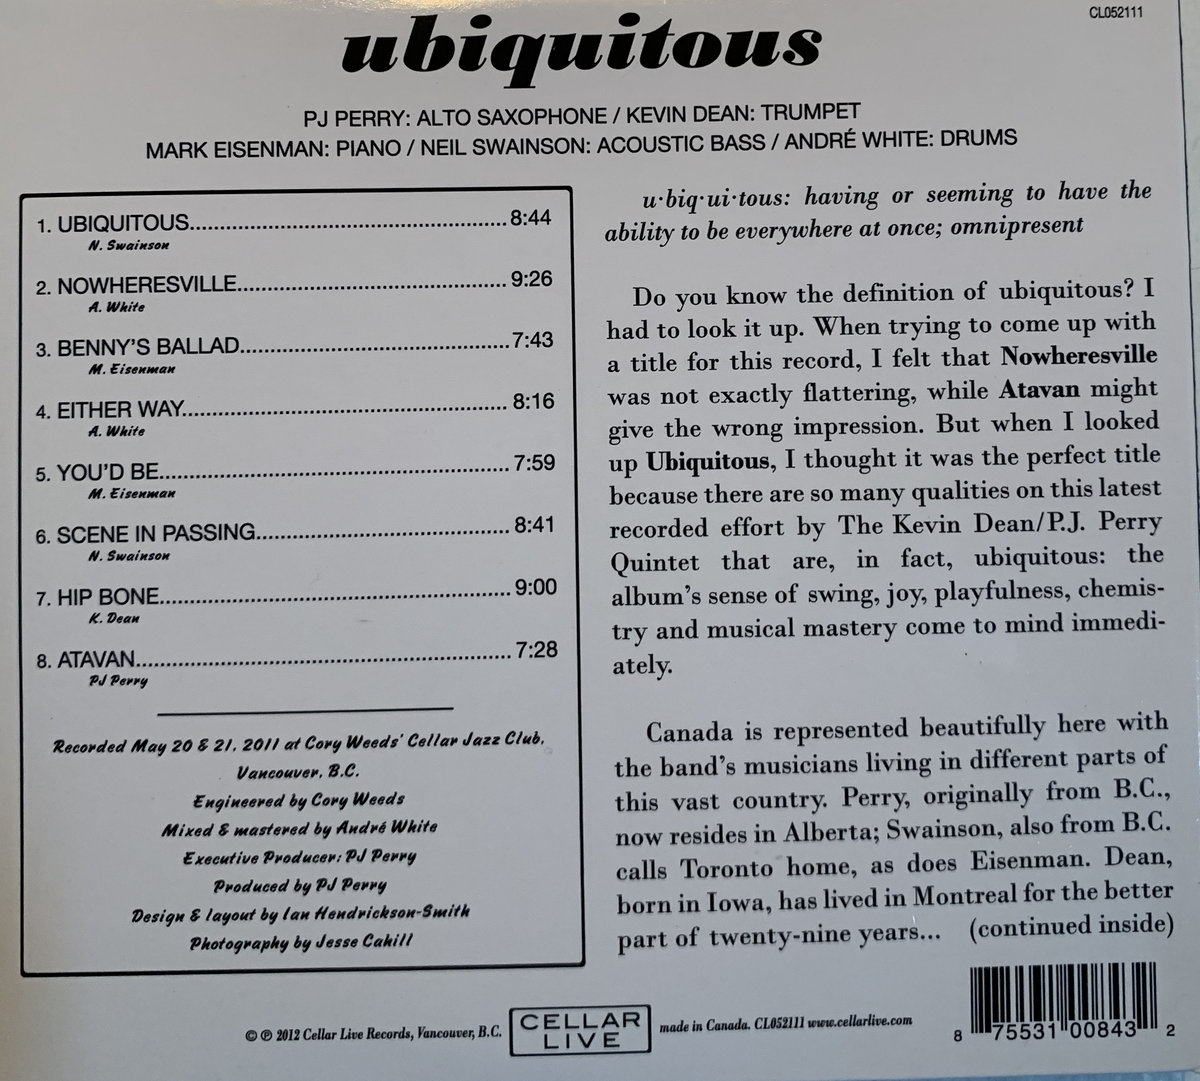 CL052111
ubiquitous
PJ PERRY: ALTO SAXOPHONE / KEVIN DEAN: TRUMPET
MARK EISENMAN: PIANO / NEIL SWAINSON: ACOUSTIC BASS / ANDRÉ WHITE: DRUMS
1. UBIQUITOUS........................................................8:44
N. Swainson
2. NOWHERESVILLE................................................9:26
A. White
3. BENNY'S BALLAD................................................7:43
M. Eisenman
4. EITHER WAY..........................................................8:16
A. White
5. YOU'D BE...............................................................7:59
M. Eisenman
6. SCENE IN PASSING..............................................8:41
N. Swainson
7. HIP BONE...............................................................9:00
K. Dean
8. ATAVAN....................................................................7:28
PJ Perry
Recorded May 20 & 21, 2011 at Cory Weeds' Cellar Jazz Club,
Vancouver, B.C.
Engineered by Cory Weeds
Mixed & mastered by André White
Executive Producer: PJ Perry
Produced by PJ Perry
Design & layout by Ian Hendrickson-Smith
Photography by Jesse Cahill
u·biq·ui·tous: having or seeming to have the
ability to be everywhere at once; omnipresent
Do you know the definition of ubiquitous? I
had to look it up. When trying to come up with
a title for this record, I felt that Nowheresville
was not exactly flattering, while Atavan might
give the wrong impression. But when I looked
up Ubiquitous, I thought it was the perfect title
because there are so many qualities on this latest
recorded effort by The Kevin Dean/P.J. Perry
Quintet that are, in fact, ubiquitous: the
album's sense of swing, joy, playfulness, chemis-
try and musical mastery come to mind immedi-
ately.
Canada is represented beautifully here with
the band's musicians living in different parts of
this vast country. Perry, originally from B.C.,
now resides in Alberta; Swainson, also from B.C.
calls Toronto home, as does Eisenman. Dean,
born in Iowa, has lived in Montreal for the better
part of twenty-nine years... (continued inside)
© ℗ 2012 Cellar Live Records, Vancouver, B.C.
CELLAR
LIVE
made in Canada. CL052111 www.cellarlive.com
8 75531 00843 2